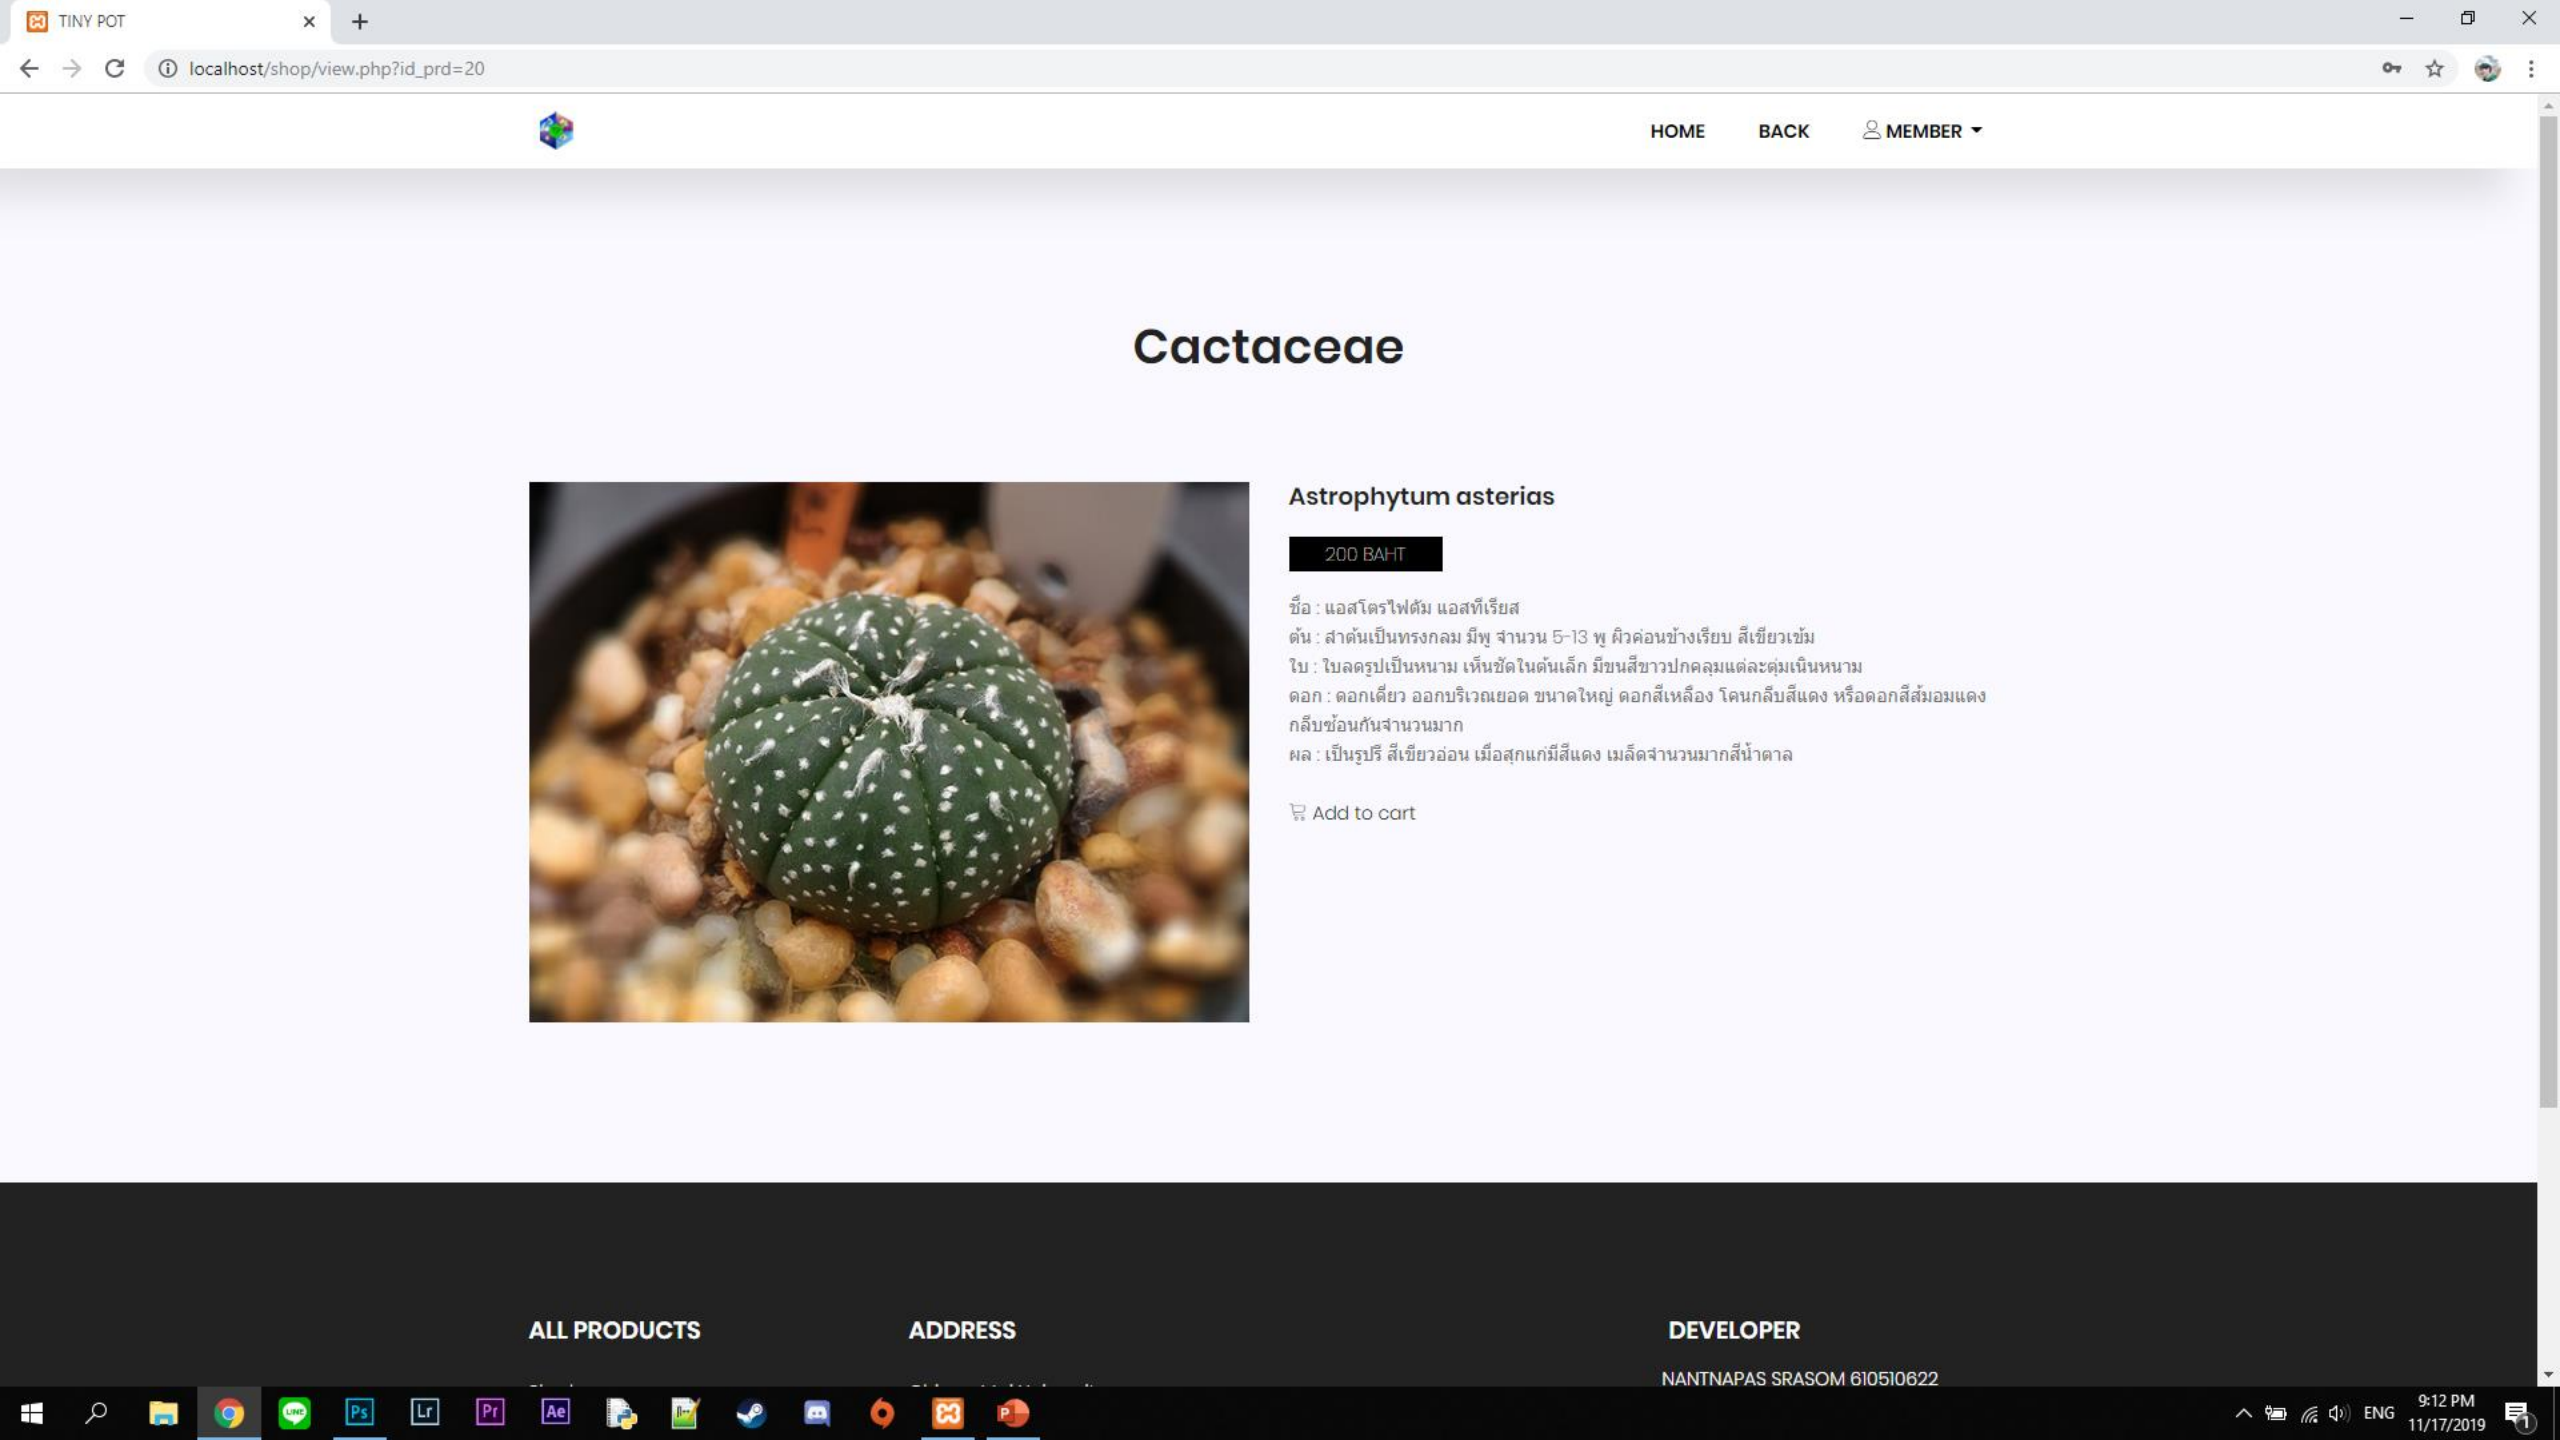 TINY POT
localhost/shop/view.php?id_prd=20
HOME BACK MEMBER
Cactaceae
Astrophytum asterias
200 BAHT
ชื่อ : แอสโตรไฟตัม แอสทีเรียส
ต้น : ลำต้นเป็นทรงกลม มีพู จำนวน 5-13 พู ผิวค่อนข้างเรียบ สีเขียวเข้ม
ใบ : ใบลดรูปเป็นหนาม เห็นชัดในต้นเล็ก มีขนสีขาวปกคลุมแต่ละตุ่มเนินหนาม
ดอก : ดอกเดี่ยว ออกบริเวณยอด ขนาดใหญ่ ดอกสีเหลือง โคนกลีบสีแดง หรือดอกสีส้มอมแดง
กลีบซ้อนกันจำนวนมาก
ผล : เป็นรูปรี สีเขียวอ่อน เมื่อสุกแก่มีสีแดง เมล็ดจำนวนมากสีน้ำตาล
Add to cart
ALL PRODUCTS ADDRESS DEVELOPER
NANTNAPAS SRASOM 610510622
LINE Ps Lr Pr Ae
ENG
9:12 PM
11/17/2019
1